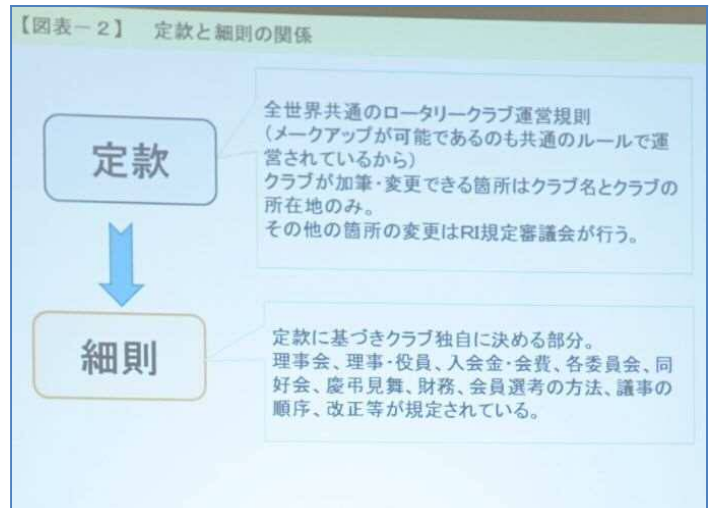 【図表－２】　定款と細則の関係
定款
全世界共通のロータリークラブ運営規則
（メークアップが可能であるのも共通のルールで運
営されているから）
クラブが加筆・変更できる箇所はクラブ名とクラブの
所在地のみ。
その他の箇所の変更はRI規定審議会が行う。
細則
定款に基づきクラブ独自に決める部分。
理事会、理事・役員、入会金・会費、各委員会、同
好会、慶弔見舞、財務、会員選考の方法、議事の
順序、改正等が規定されている。